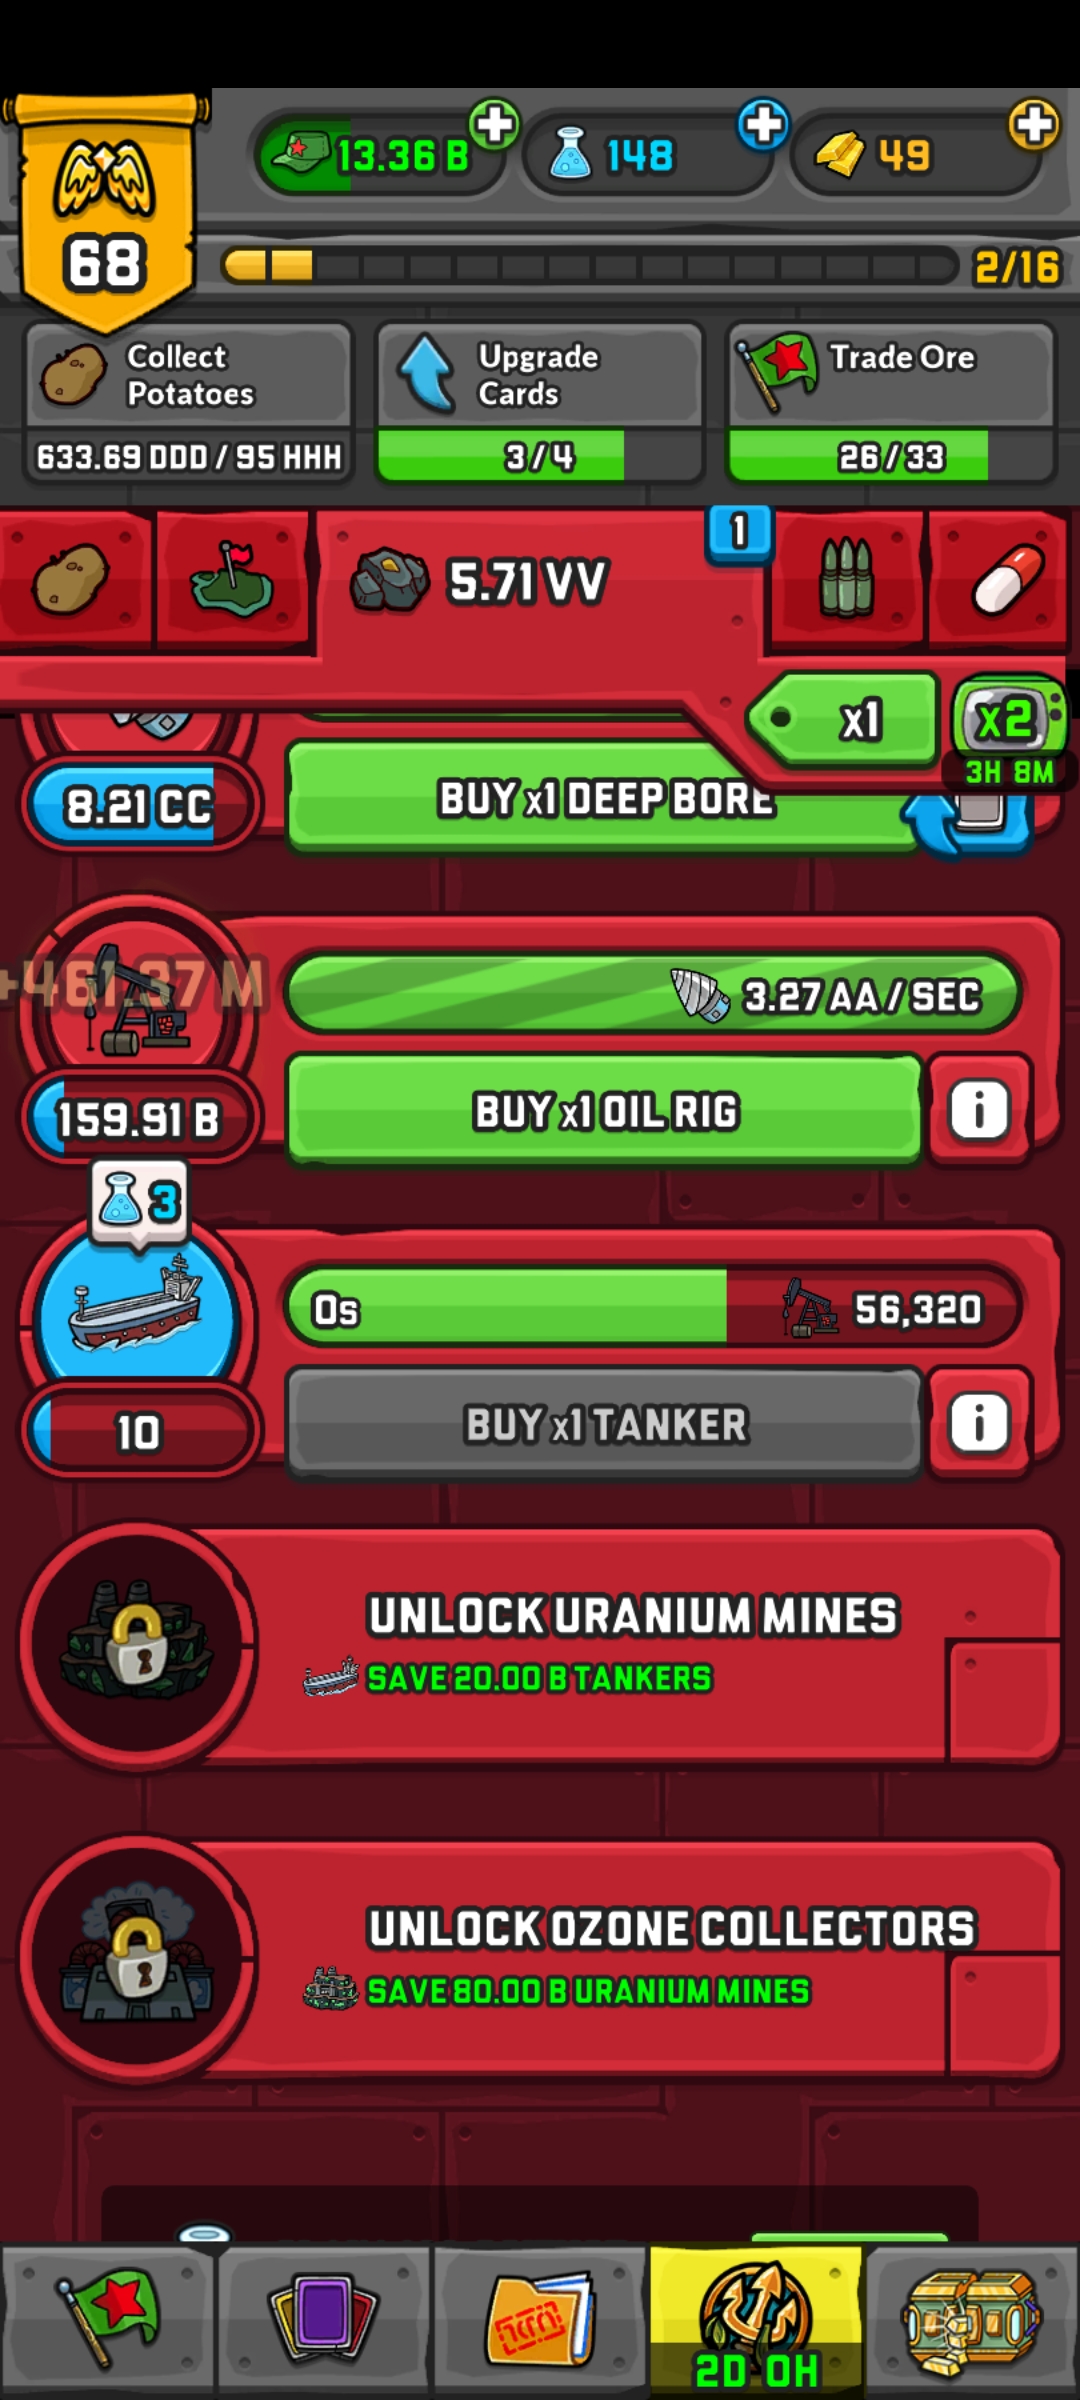 13.36 B
148
49
68
2/16
Collect
Potatoes
633.69 DDD / 95 HHH
Upgrade
Cards
3/4
Trade Ore
26/33
5.71 VV
1
x1
x2
3H 8M
8.21 CC
BUY x1 DEEP BORE
+461.37 M
3.27 AA / SEC
159.91 B
BUY x1 OIL RIG
i
3
0s
56,320
10
BUY x1 TANKER
i
UNLOCK URANIUM MINES
SAVE 20.00 B TANKERS
UNLOCK OZONE COLLECTORS
SAVE 80.00 B URANIUM MINES
2D 0H